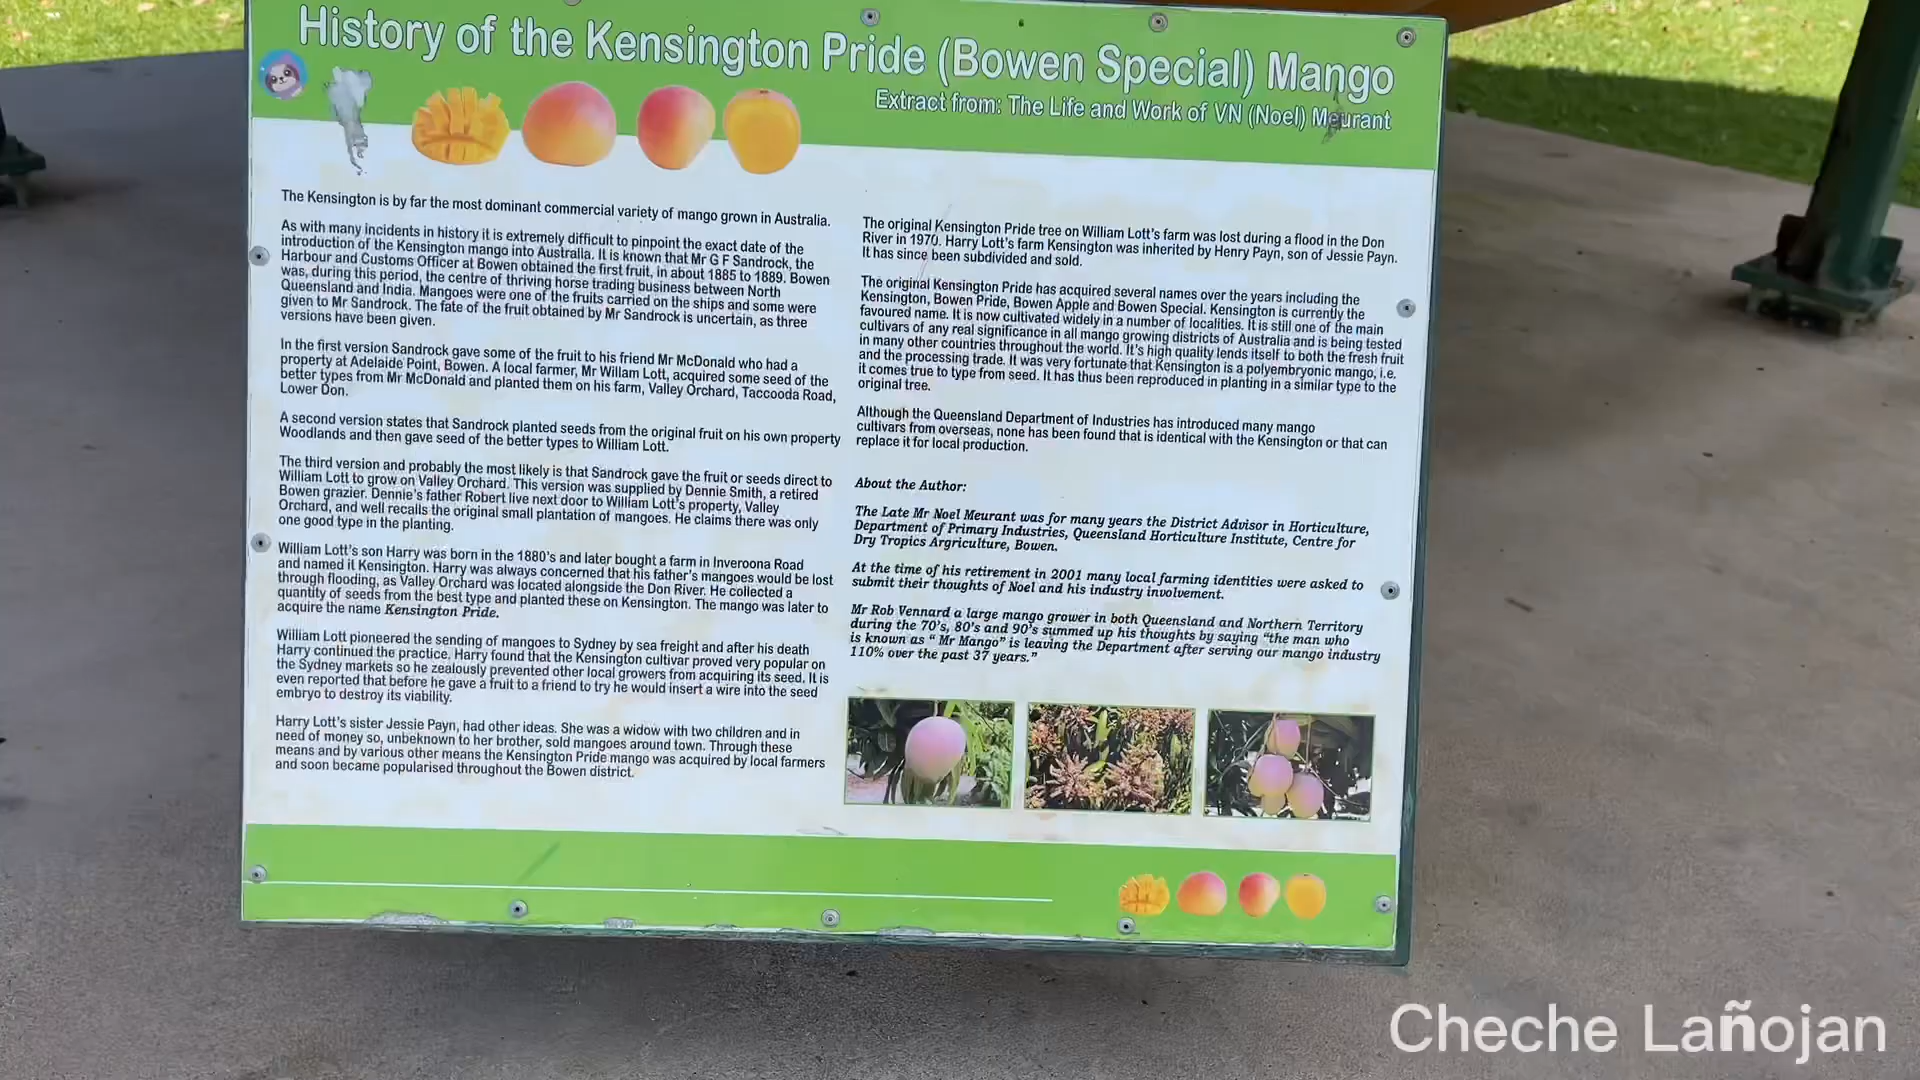 History of the Kensington Pride (Bowen Special) Mango
Extract from: The Life and Work of VN (Noel) Meurant
The Kensington is by far the most dominant commercial variety of mango grown in Australia.
As with many incidents in history it is extremely difficult to pinpoint the exact date of the
introduction of the Kensington mango into Australia. It is known that Mr G F Sandrock, the
Harbour and Customs Officer at Bowen obtained the first fruit, in about 1885 to 1889. Bowen
was, during this period, the centre of thriving horse trading business between North
Queensland and India. Mangoes were one of the fruits carried on the ships and some were
given to Mr Sandrock. The fate of the fruit obtained by Mr Sandrock is uncertain, as three
versions have been given.
In the first version Sandrock gave some of the fruit to his friend Mr McDonald who had a
property at Adelaide Point, Bowen. A local farmer, Mr Willam Lott, acquired some seed of the
better types from Mr McDonald and planted them on his farm, Valley Orchard, Taccooda Road,
Lower Don.
A second version states that Sandrock planted seeds from the original fruit on his own property
Woodlands and then gave seed of the better types to William Lott.
The third version and probably the most likely is that Sandrock gave the fruit or seeds direct to
William Lott to grow on Valley Orchard. This version was supplied by Dennie Smith, a retired
Bowen grazier. Dennie's father Robert live next door to William Lott's property, Valley
Orchard, and well recalls the original small plantation of mangoes. He claims there was only
one good type in the planting.
William Lott's son Harry was born in the 1880's and later bought a farm in Inveroona Road
and named it Kensington. Harry was always concerned that his father's mangoes would be lost
through flooding, as Valley Orchard was located alongside the Don River. He collected a
quantity of seeds from the best type and planted these on Kensington. The mango was later to
acquire the name Kensington Pride.
William Lott pioneered the sending of mangoes to Sydney by sea freight and after his death
Harry continued the practice. Harry found that the Kensington cultivar proved very popular on
the Sydney markets so he zealously prevented other local growers from acquiring its seed. It is
even reported that before he gave a fruit to a friend to try he would insert a wire into the seed
embryo to destroy its viability.
Harry Lott's sister Jessie Payn, had other ideas. She was a widow with two children and in
need of money so, unbeknown to her brother, sold mangoes around town. Through these
means and by various other means the Kensington Pride mango was acquired by local farmers
and soon became popularised throughout the Bowen district.
The original Kensington Pride tree on William Lott's farm was lost during a flood in the Don
River in 1970. Harry Lott's farm Kensington was inherited by Henry Payn, son of Jessie Payn.
It has since been subdivided and sold.
The original Kensington Pride has acquired several names over the years including the
Kensington, Bowen Pride, Bowen Apple and Bowen Special. Kensington is currently the
favoured name. It is now cultivated widely in a number of localities. It is still one of the main
cultivars of any real significance in all mango growing districts of Australia and is being tested
in many other countries throughout the world. It's high quality lends itself to both the fresh fruit
and the processing trade. It was very fortunate that Kensington is a polyembryonic mango, i.e.
it comes true to type from seed. It has thus been reproduced in planting in a similar type to the
original tree.
Although the Queensland Department of Industries has introduced many mango
cultivars from overseas, none has been found that is identical with the Kensington or that can
replace it for local production.
About the Author:
The Late Mr Noel Meurant was for many years the District Advisor in Horticulture,
Department of Primary Industries, Queensland Horticulture Institute, Centre for
Dry Tropics Argriculture, Bowen.
At the time of his retirement in 2001 many local farming identities were asked to
submit their thoughts of Noel and his industry involvement.
Mr Rob Vennard a large mango grower in both Queensland and Northern Territory
during the 70's, 80's and 90's summed up his thoughts by saying "the man who
is known as " Mr Mango" is leaving the Department after serving our mango industry
110% over the past 37 years."
Cheche Lañojan